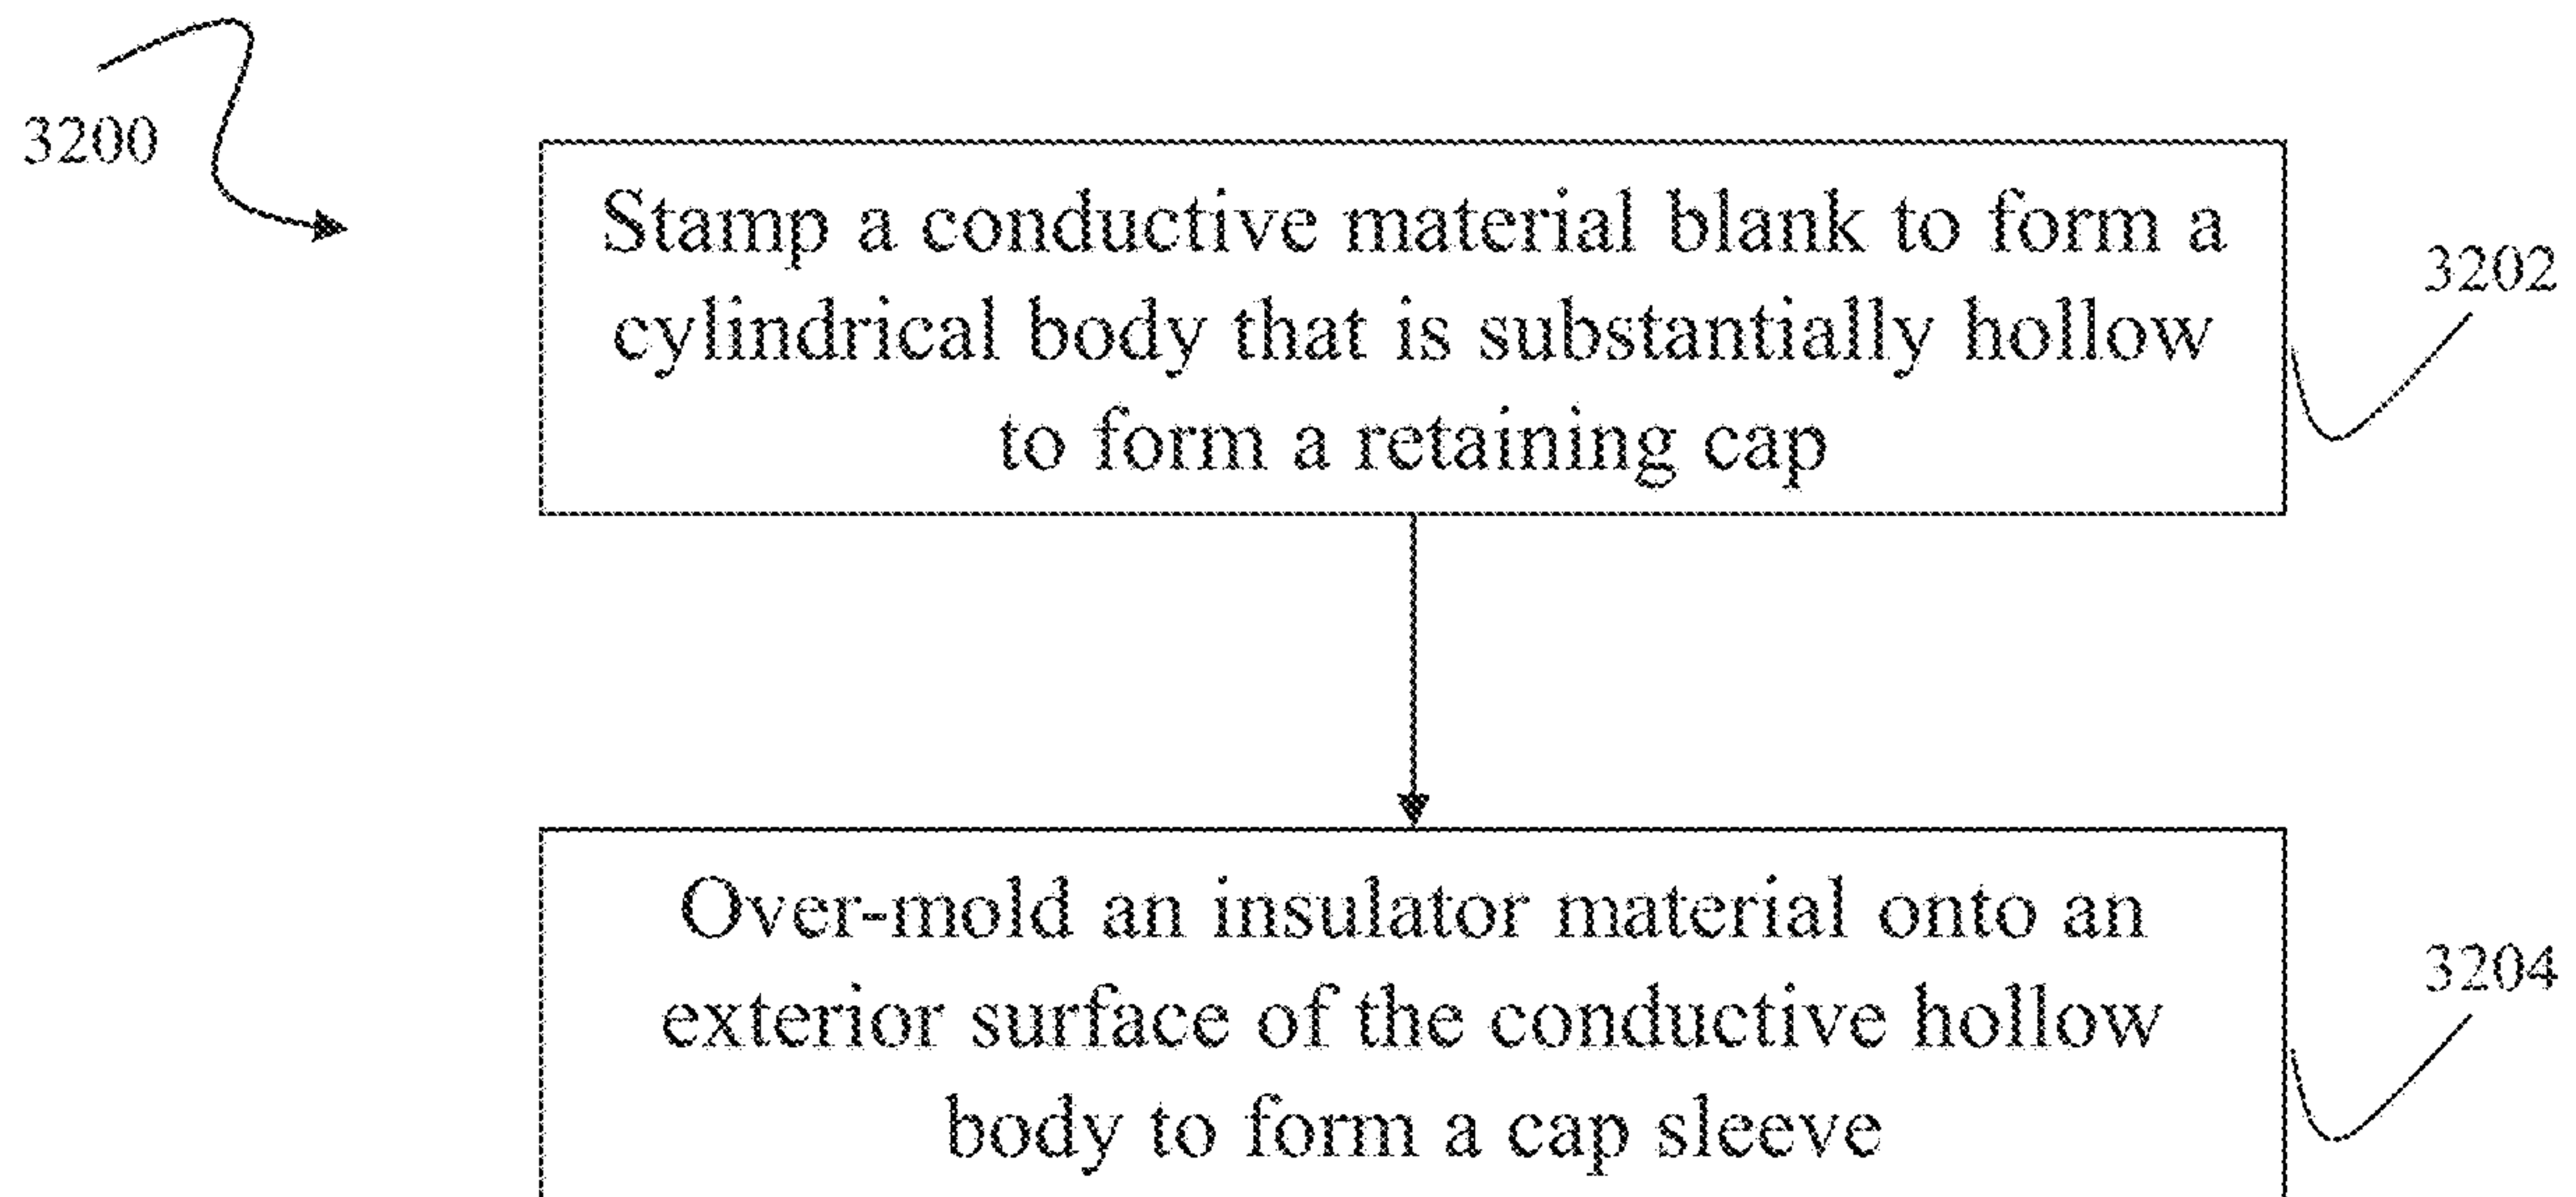 3200
Stamp a conductive material blank to form a
cylindrical body that is substantially hollow
to form a retaining cap
3202
Over-mold an insulator material onto an
exterior surface of the conductive hollow
body to form a cap sleeve
3204